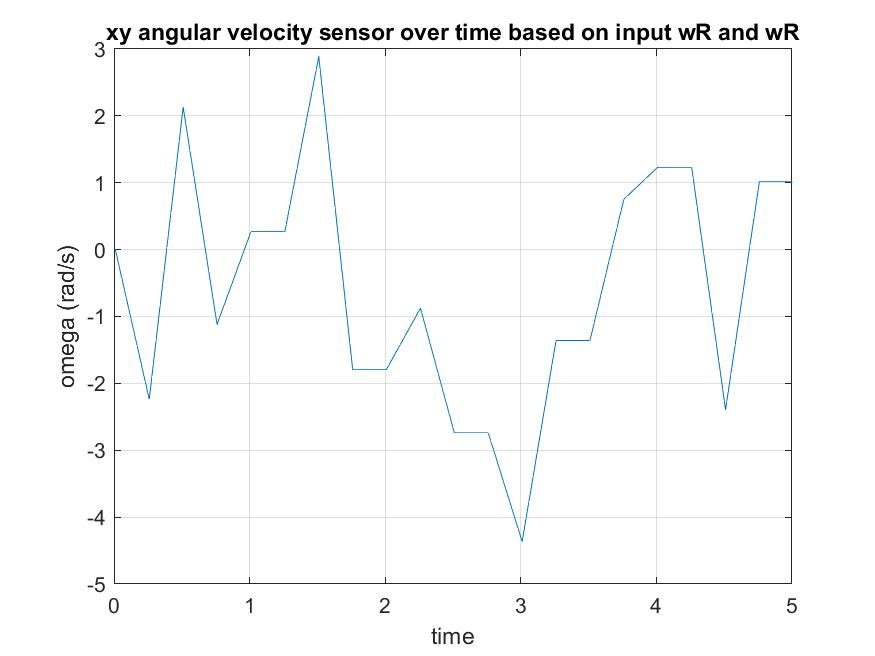 xy angular velocity sensor over time based on input wR and wR
3
2
1
0
-1
-2
-3
-4
-5
omega (rad/s)
0 1 2 3 4 5
time